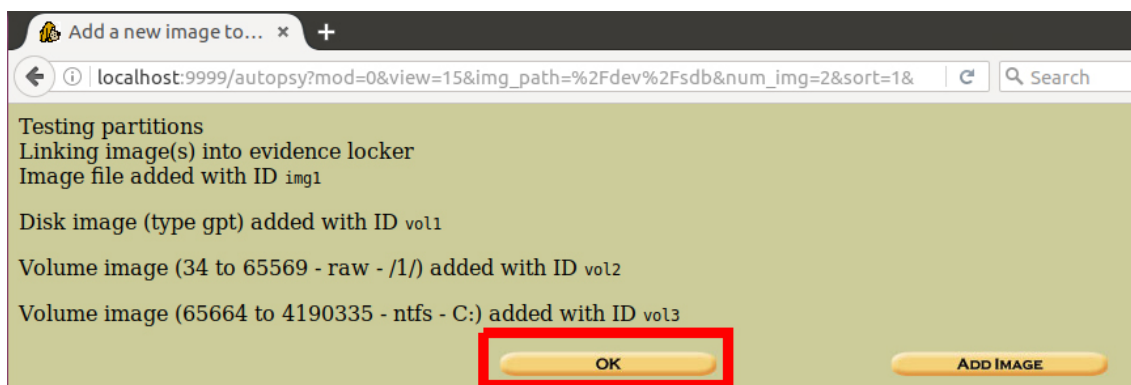 Add a new image to... × +
localhost:9999/autopsy?mod=0&view=15&img_path=%2Fdev%2Fsdb&num_img=2&sort=1& Search
Testing partitions
Linking image(s) into evidence locker
Image file added with ID img1
Disk image (type gpt) added with ID vol1
Volume image (34 to 65569 - raw - /1/) added with ID vol2
Volume image (65664 to 4190335 - ntfs - C:) added with ID vol3
OK ADD IMAGE